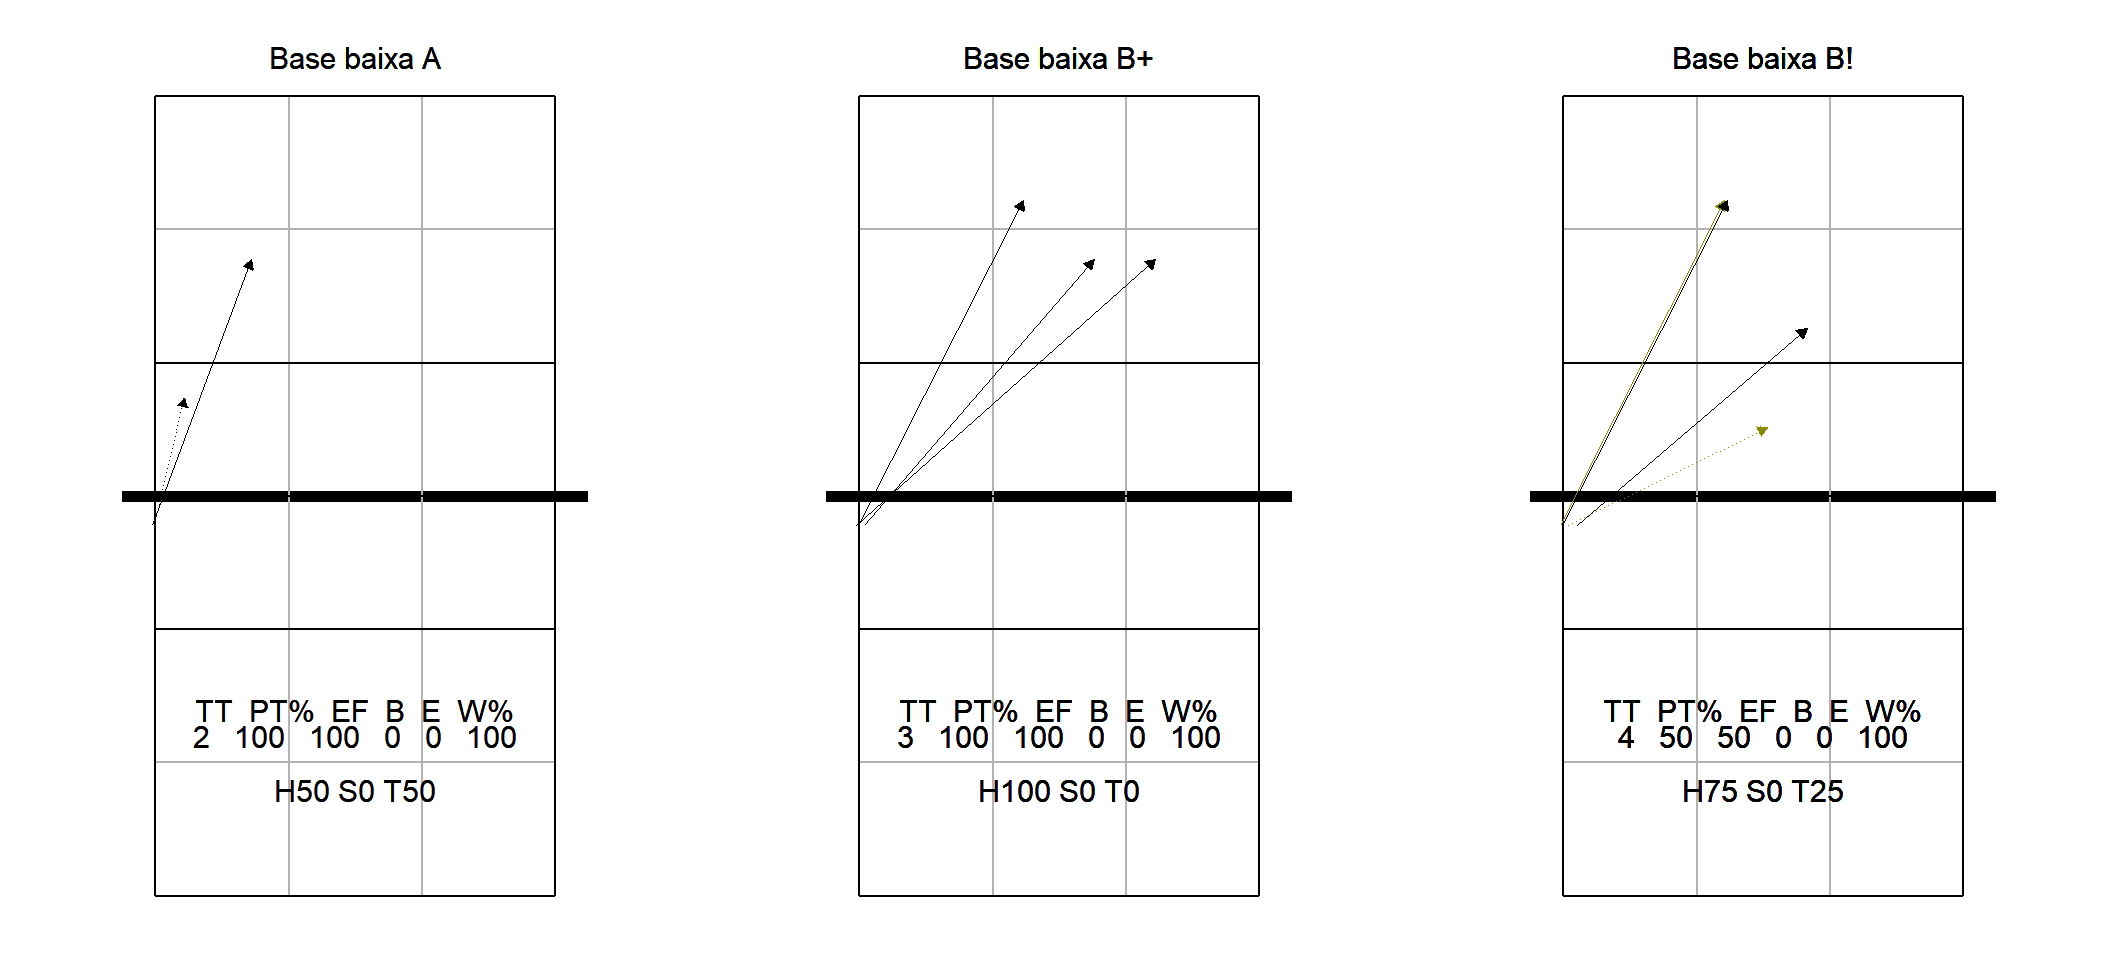 Base baixa A
TT PT% EF B E W%
2 100 100 0 0 100
H50 S0 T50
Base baixa B+
TT PT% EF B E W%
3 100 100 0 0 100
H100 S0 T0
Base baixa B!
TT PT% EF B E W%
4 50 50 0 0 100
H75 S0 T25